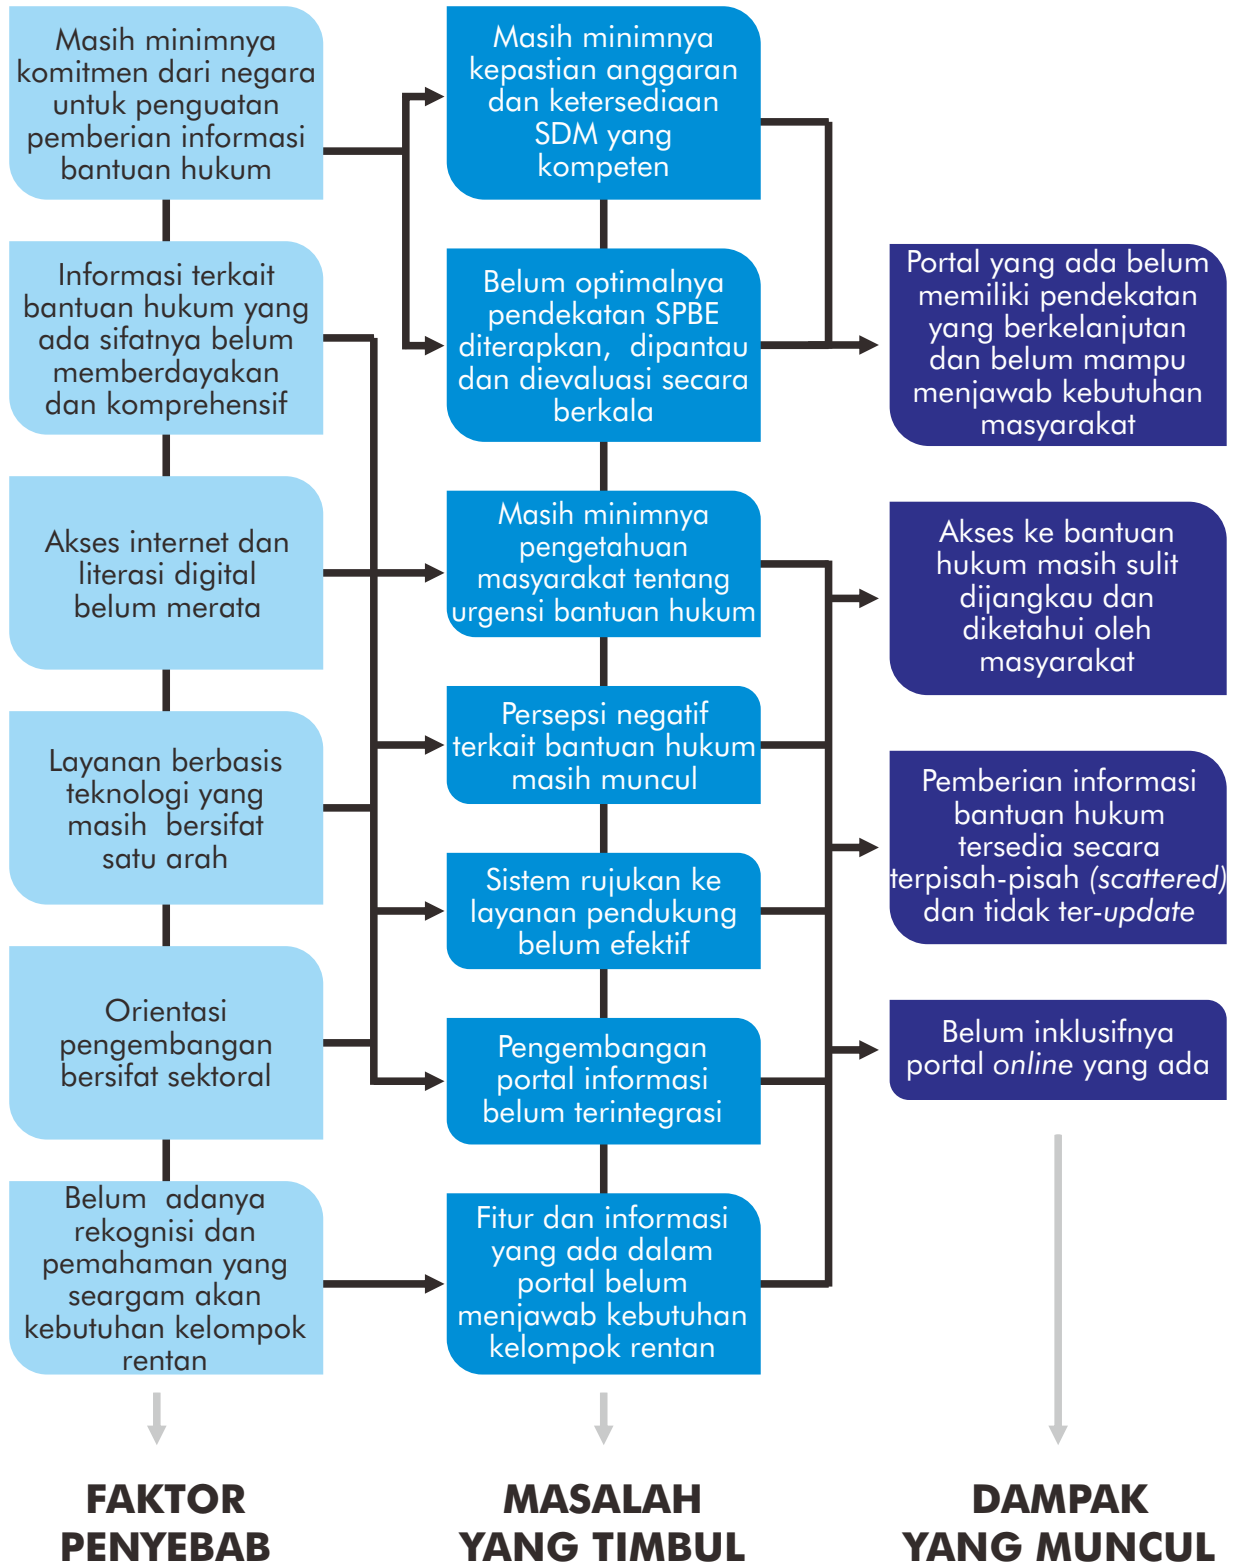 Masih minimnya
komitmen dari negara
untuk penguatan
pemberian informasi
bantuan hukum
Informasi terkait
bantuan hukum yang
ada sifatnya belum
memberdayakan
dan komprehensif
Akses internet dan
literasi digital
belum merata
Layanan berbasis
teknologi yang
masih bersifat
satu arah
Orientasi
pengembangan
bersifat sektoral
Belum adanya
rekognisi dan
pemahaman yang
seargam akan
kebutuhan kelompok
rentan
FAKTOR
PENYEBAB
Masih minimnya
kepastian anggaran
dan ketersediaan
SDM yang
kompeten
Belum optimalnya
pendekatan SPBE
diterapkan, dipantau
dan dievaluasi secara
berkala
Masih minimnya
pengetahuan
masyarakat tentang
urgensi bantuan hukum
Persepsi negatif
terkait bantuan hukum
masih muncul
Sistem rujukan ke
layanan pendukung
belum efektif
Pengembangan
portal informasi
belum terintegrasi
Fitur dan informasi
yang ada dalam
portal belum
menjawab kebutuhan
kelompok rentan
MASALAH
YANG TIMBUL
Portal yang ada belum
memiliki pendekatan
yang berkelanjutan
dan belum mampu
menjawab kebutuhan
masyarakat
Akses ke bantuan
hukum masih sulit
dijangkau dan
diketahui oleh
masyarakat
Pemberian informasi
bantuan hukum
tersedia secara
terpisah-pisah (scattered)
dan tidak ter-update
Belum inklusifnya
portal online yang ada
DAMPAK
YANG MUNCUL